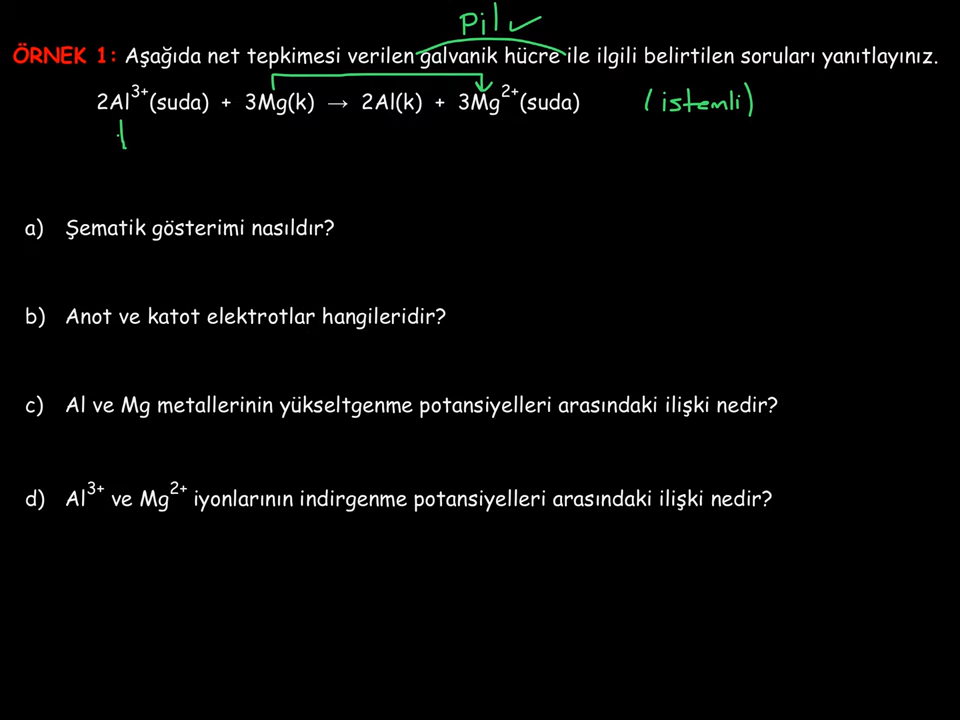 Pil ✓
ÖRNEK 1: Aşağıda net tepkimesi verilen galvanik hücre ile ilgili belirtilen soruları yanıtlayınız.
2Al³⁺(suda) + 3Mg(k) → 2Al(k) + 3Mg²⁺(suda) (istemli)
a) Şematik gösterimi nasıldır?
b) Anot ve katot elektrotlar hangileridir?
c) Al ve Mg metallerinin yükseltgenme potansiyelleri arasındaki ilişki nedir?
d) Al³⁺ ve Mg²⁺ iyonlarının indirgenme potansiyelleri arasındaki ilişki nedir?